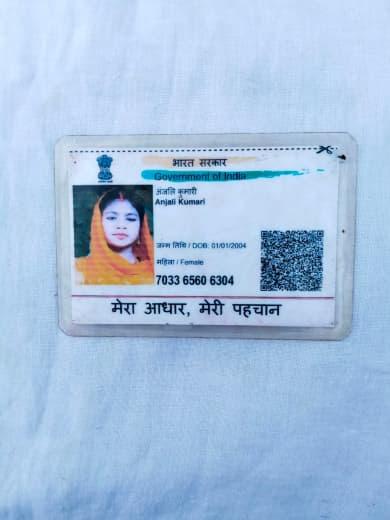 भारत सरकार
Government of India
अंजलि कुमारी
Anjali Kumari
जन्म तिथि / DOB: 01/01/2004
महिला / Female
7033 6560 6304
मेरा आधार, मेरी पहचान